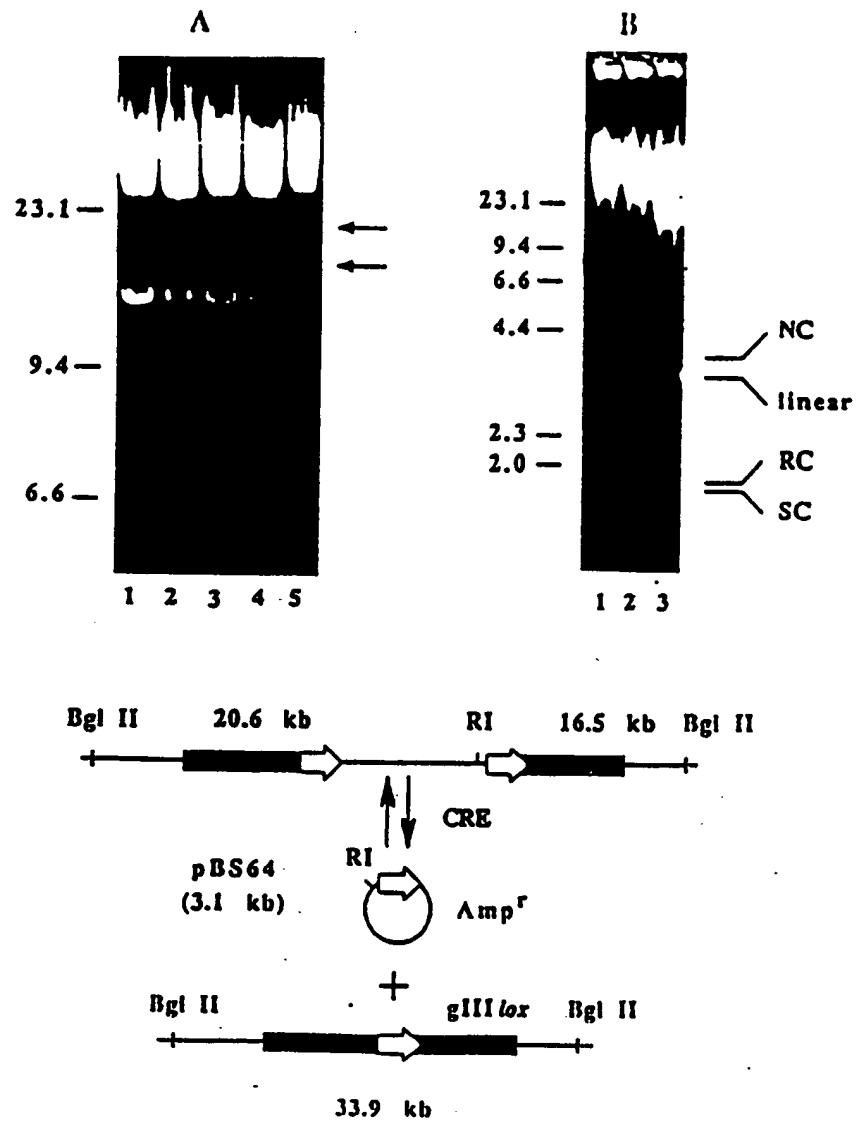 A
B
23.1
9.4
6.6
1 2 3 4 5
23.1
9.4
6.6
4.4
2.3
2.0
NC
linear
RC
SC
1 2 3
Bgl II 20.6 kb RI 16.5 kb Bgl II
CRE
RI
pBS64
(3.1 kb)
Amp^r
+
Bgl II gIII lox Bgl II
33.9 kb